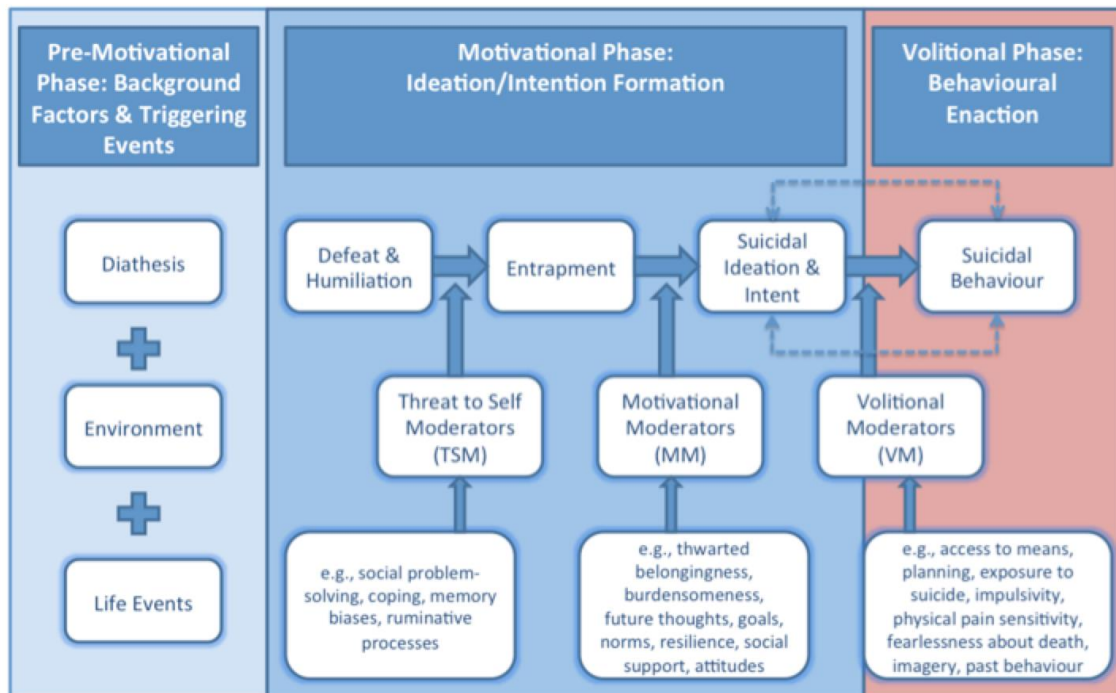 Pre-Motivational
Phase: Background
Factors & Triggering
Events
Motivational Phase:
Ideation/Intention Formation
Volitional Phase:
Behavioural
Enaction
Diathesis
Environment
Life Events
Defeat &
Humiliation
Entrapment
Suicidal
Ideation &
Intent
Suicidal
Behaviour
Threat to Self
Moderators
(TSM)
Motivational
Moderators
(MM)
Volitional
Moderators
(VM)
e.g., social problem-
solving, coping, memory
biases, ruminative
processes
e.g., thwarted
belongingness,
burdensomeness,
future thoughts, goals,
norms, resilience, social
support, attitudes
e.g., access to means,
planning, exposure to
suicide, impulsivity,
physical pain sensitivity,
fearlessness about death,
imagery, past behaviour